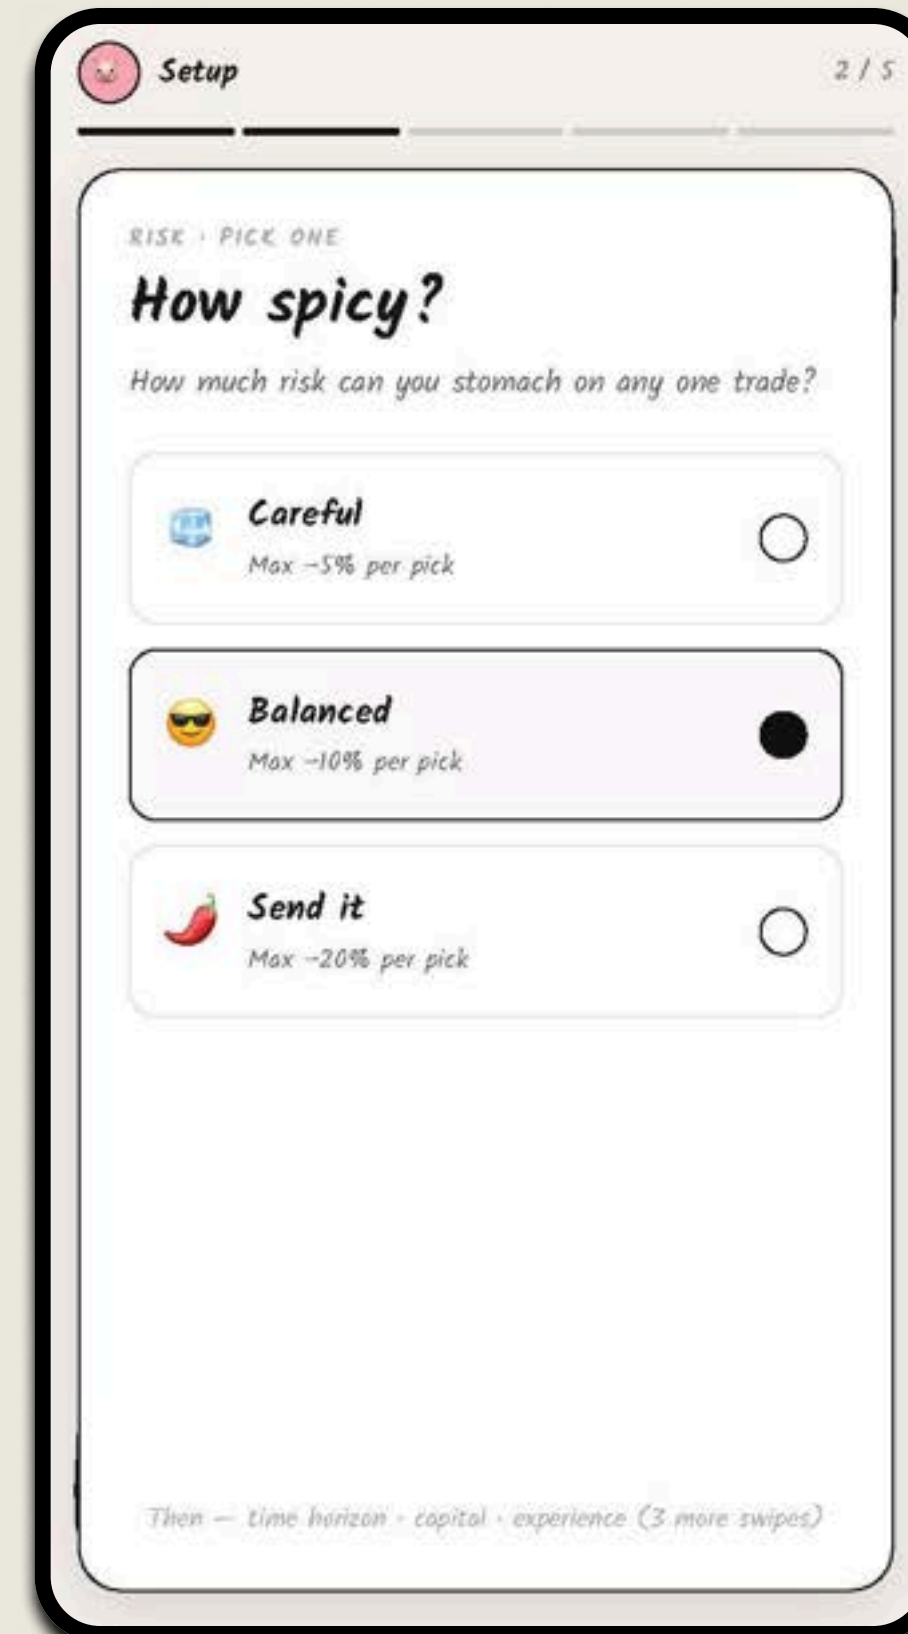 Setup
2 / 5
RISK · PICK ONE
How spicy?
How much risk can you stomach on any one trade?
Careful
Max -5% per pick
Balanced
Max -10% per pick
Send it
Max -20% per pick
Then — time horizon · capital · experience (3 more swipes)